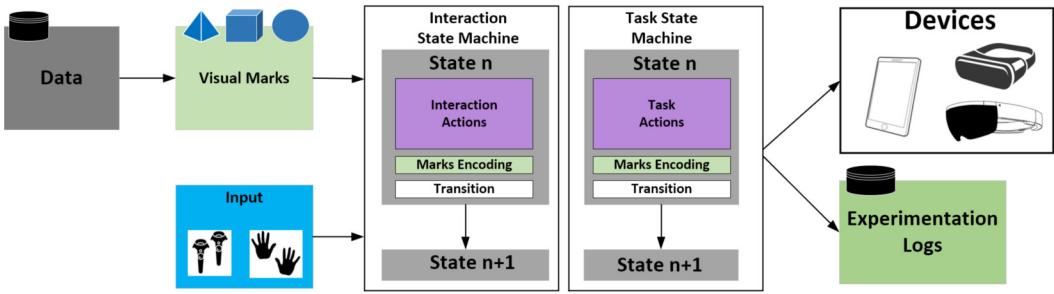 Data
Visual Marks
Input
Interaction
State Machine
State n
Interaction
Actions
Marks Encoding
Transition
State n+1
Task State
Machine
State n
Task
Actions
Marks Encoding
Transition
State n+1
Devices
Experimentation
Logs